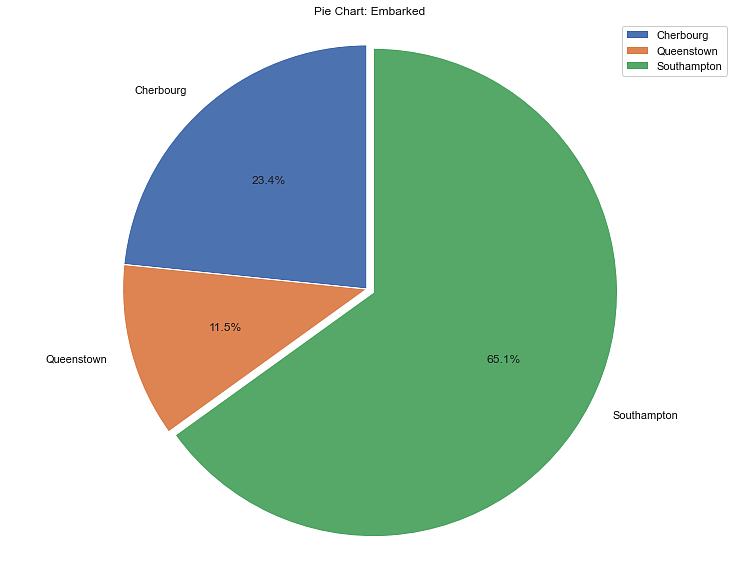 Pie Chart: Embarked
Cherbourg
Queenstown
Southampton
Cherbourg
23.4%
11.5%
Queenstown
65.1%
Southampton